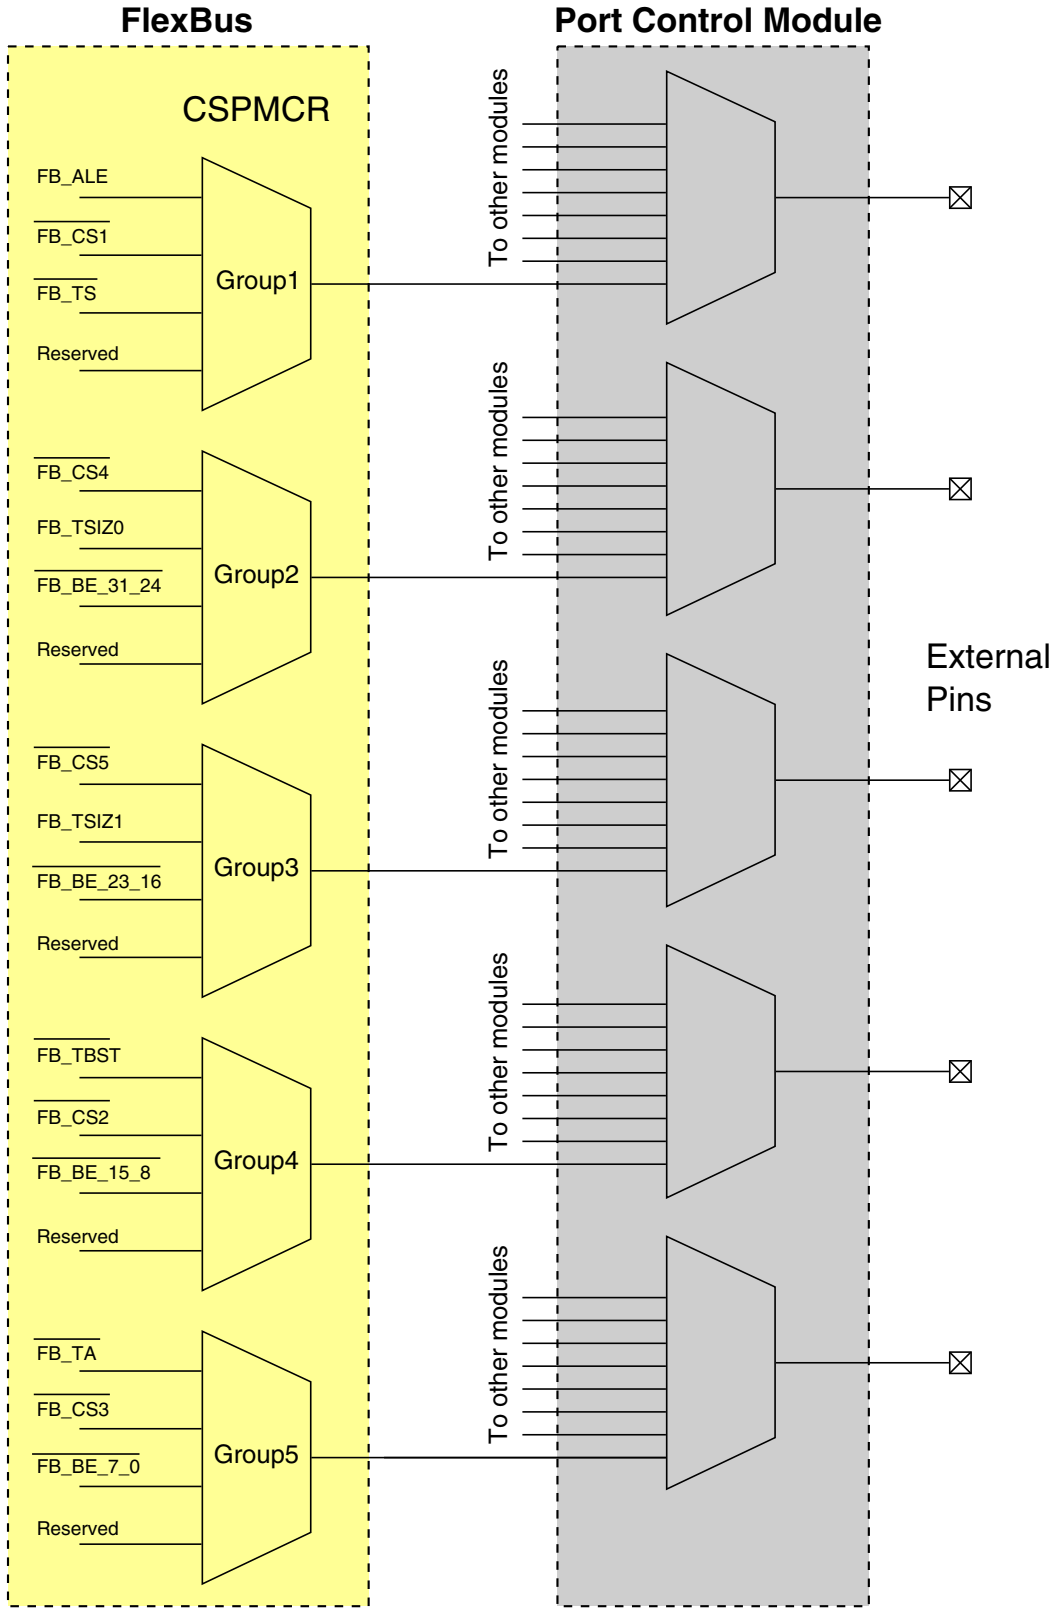 FlexBus
Port Control Module
CSPMCR
FB_ALE
FB_CS1
FB_TS
Reserved
Group1
To other modules
FB_CS4
FB_TSIZ0
FB_BE_31_24
Reserved
Group2
To other modules
External
Pins
FB_CS5
FB_TSIZ1
FB_BE_23_16
Reserved
Group3
To other modules
FB_TBST
FB_CS2
FB_BE_15_8
Reserved
Group4
To other modules
FB_TA
FB_CS3
FB_BE_7_0
Reserved
Group5
To other modules